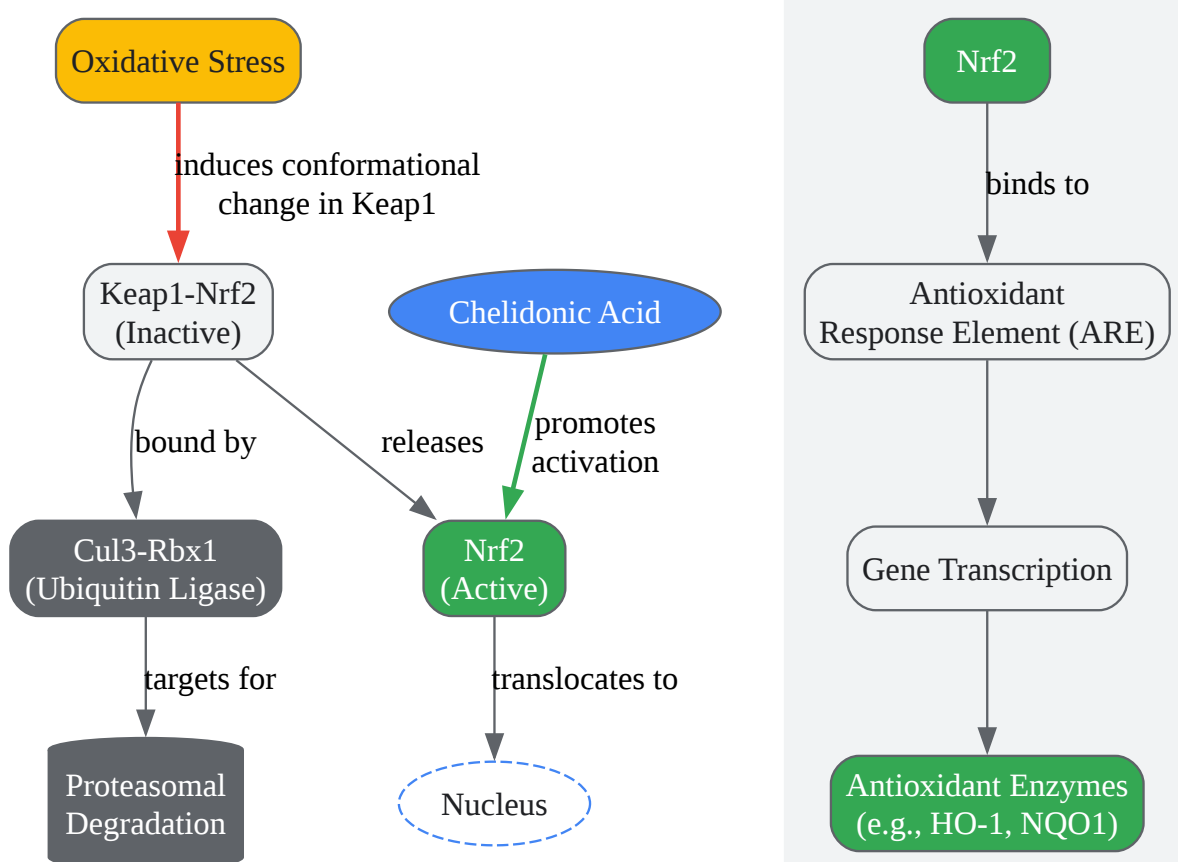 Oxidative Stress
induces conformational
change in Keap1
Keap1-Nrf2
(Inactive)
Chelidonic Acid
bound by
releases
promotes
activation
Cul3-Rbx1
(Ubiquitin Ligase)
Nrf2
(Active)
targets for
translocates to
Proteasomal
Degradation
Nucleus
Nrf2
binds to
Antioxidant
Response Element (ARE)
Gene Transcription
Antioxidant Enzymes
(e.g., HO-1, NQO1)